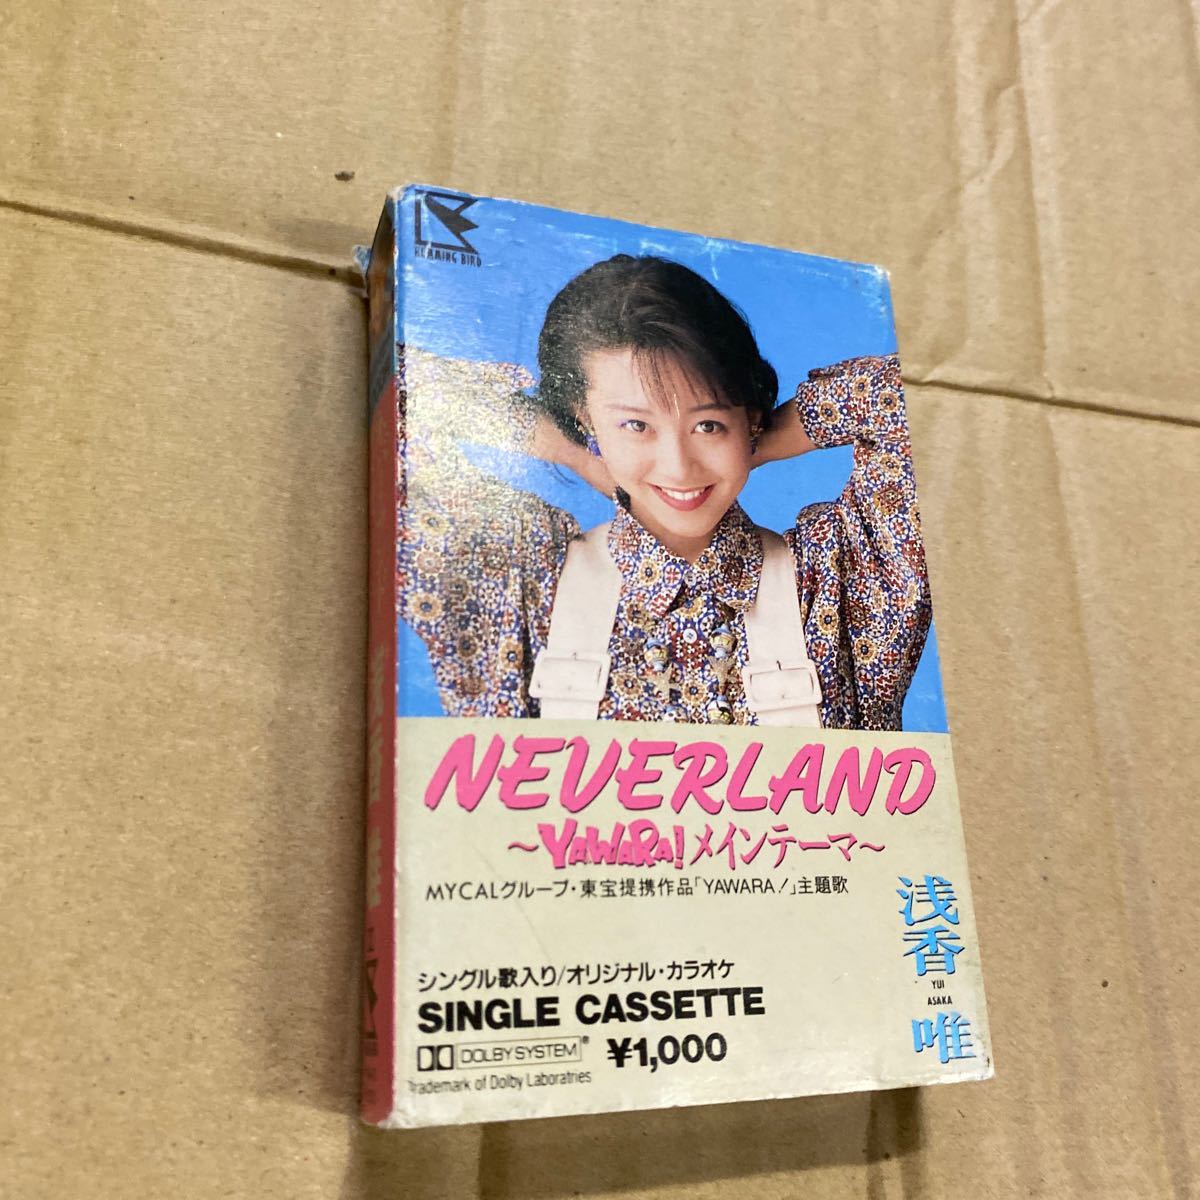 HUMMING BIRD
NEVERLAND
～YAWARA!メインテーマ～
MYCALグループ・東宝提携作品「YAWARA!」主題歌
浅香唯
YUI
ASAKA
シングル歌入り/オリジナル・カラオケ
SINGLE CASSETTE
DOLBY SYSTEM® ¥1,000
Trademark of Dolby Laboratries